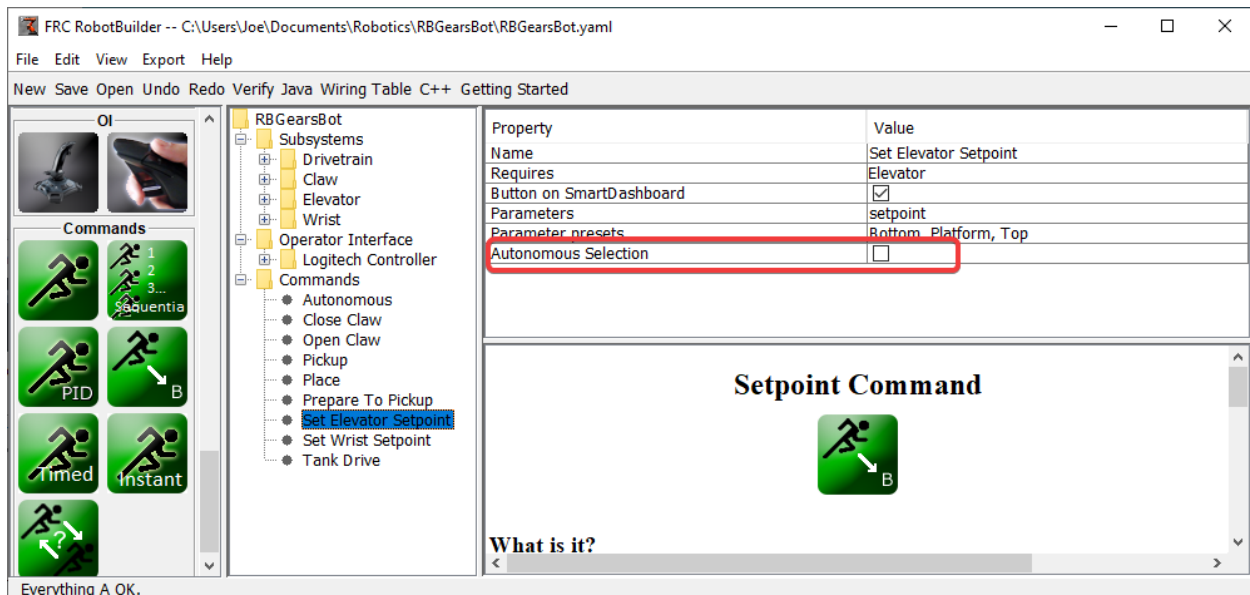 FRC RobotBuilder -- C:\Users\Joe\Documents\Robotics\RBGearsBot\RBGearsBot.yaml
File Edit View Export Help
New Save Open Undo Redo Verify Java Wiring Table C++ Getting Started
OI
Commands
1
2
3...
Sequentia
PID
B
Timed
Instant
?
RBGearsBot
Subsystems
Drivetrain
Claw
Elevator
Wrist
Operator Interface
Logitech Controller
Commands
Autonomous
Close Claw
Open Claw
Pickup
Place
Prepare To Pickup
Set Elevator Setpoint
Set Wrist Setpoint
Tank Drive
Property Value
Name Set Elevator Setpoint
Requires Elevator
Button on SmartDashboard
Parameters setpoint
Parameter presets Bottom, Platform, Top
Autonomous Selection
Setpoint Command
B
What is it?
Everything A OK.